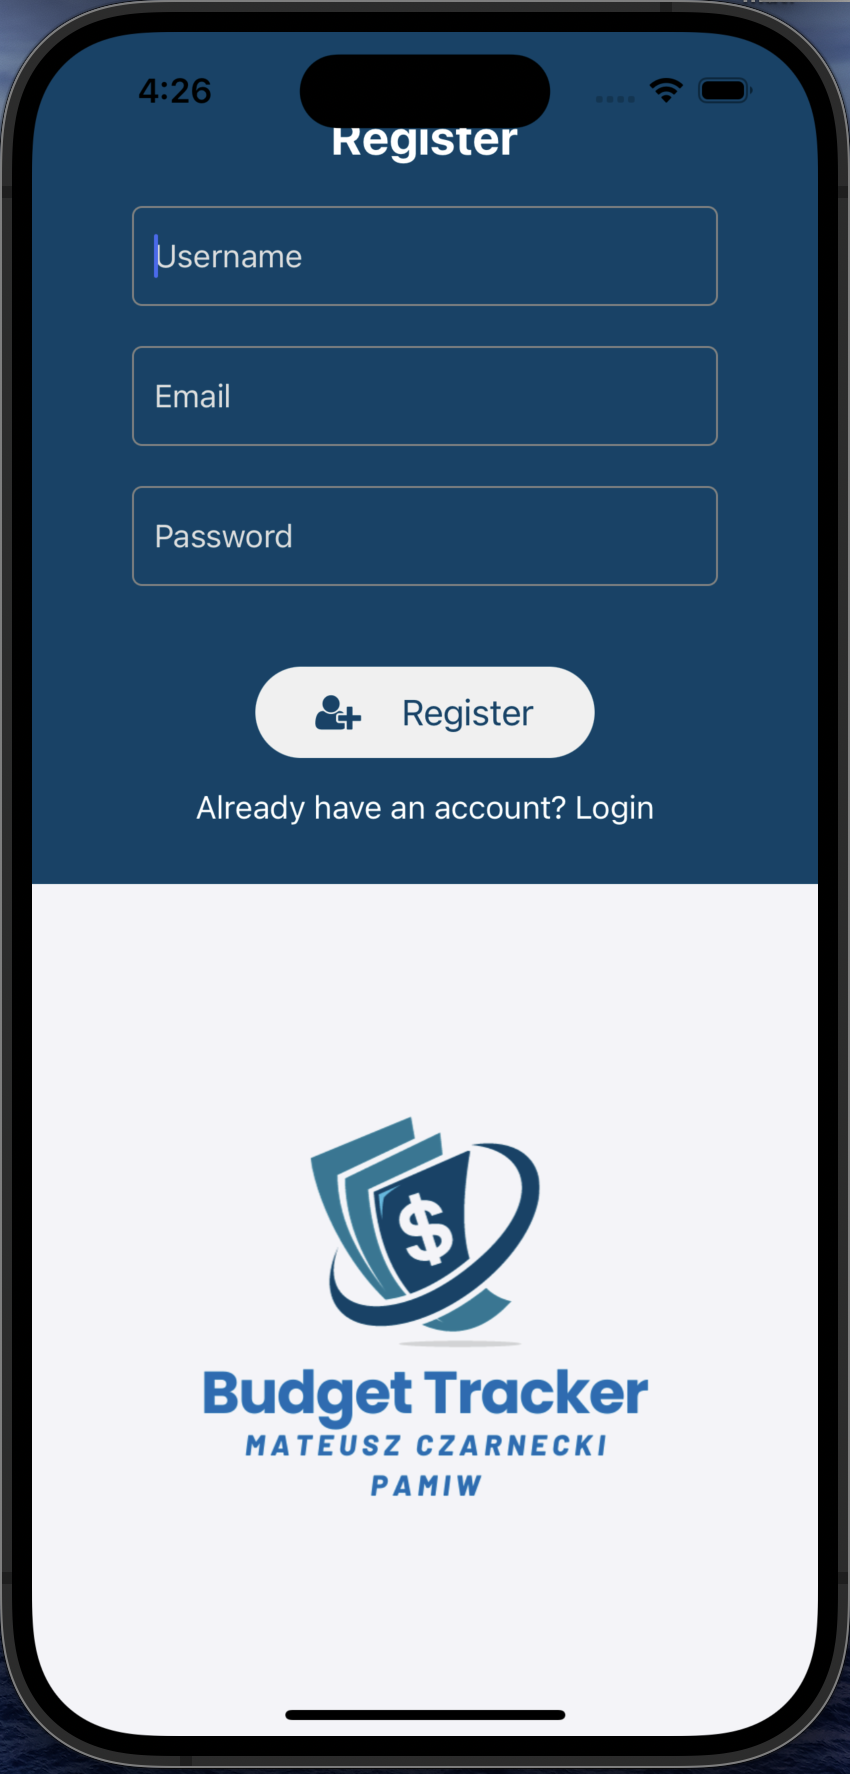 4:26
Register
Username
Email
Password
Register
Already have an account? Login
$
Budget Tracker
MATEUSZ CZARNECKI
PAMIW